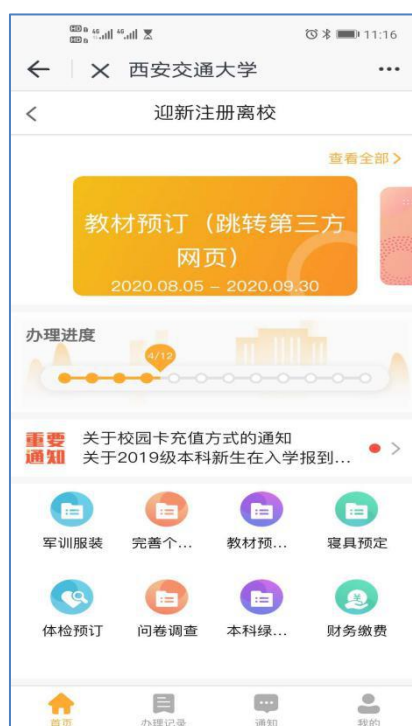 11:16
西安交通大学
迎新注册离校
查看全部
教材预订（跳转第三方
网页）
2020.08.05 – 2020.09.30
办理进度
4/12
重要
通知
关于校园卡充值方式的通知
关于2019级本科新生在入学报到...
军训服装 完善个... 教材预... 寝具预定
体检预订 问卷调查 本科绿... 财务缴费
首页 办理记录 通知 我的